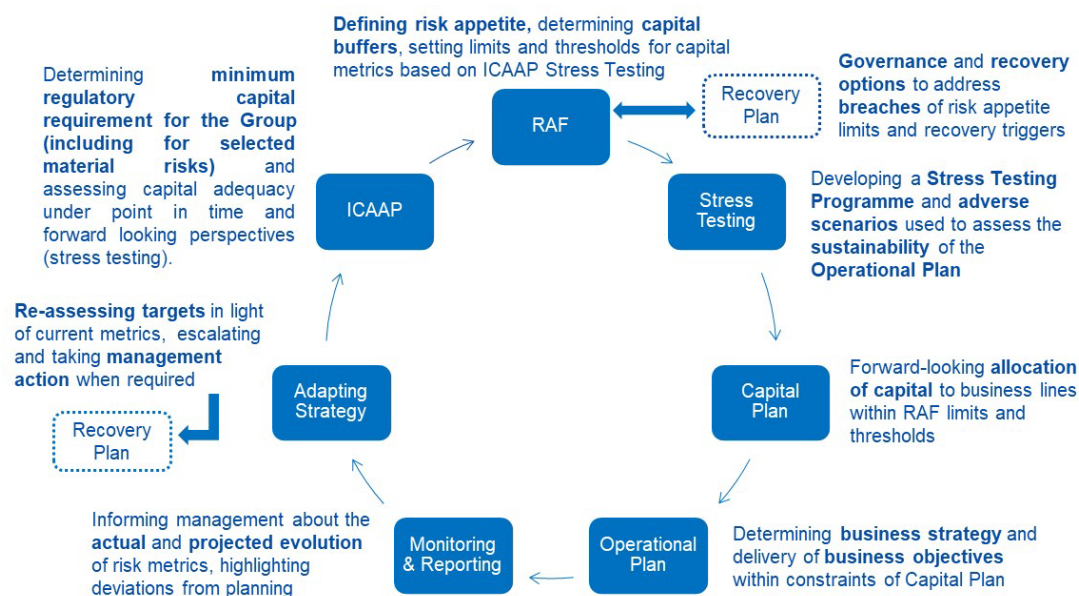 Defining risk appetite, determining capital
buffers, setting limits and thresholds for capital
metrics based on ICAAP Stress Testing
RAF
Recovery
Plan
Governance and recovery
options to address
breaches of risk appetite
limits and recovery triggers
Stress
Testing
Developing a Stress Testing
Programme and adverse
scenarios used to assess the
sustainability of the
Operational Plan
Capital
Plan
Forward-looking allocation
of capital to business lines
within RAF limits and
thresholds
Operational
Plan
Determining business strategy and
delivery of business objectives
within constraints of Capital Plan
Monitoring
& Reporting
Informing management about the
actual and projected evolution
of risk metrics, highlighting
deviations from planning
Adapting
Strategy
Re-assessing targets in light
of current metrics, escalating
and taking management
action when required
Recovery
Plan
ICAAP
Determining minimum
regulatory capital
requirement for the Group
(including for selected
material risks) and
assessing capital adequacy
under point in time and
forward looking perspectives
(stress testing).